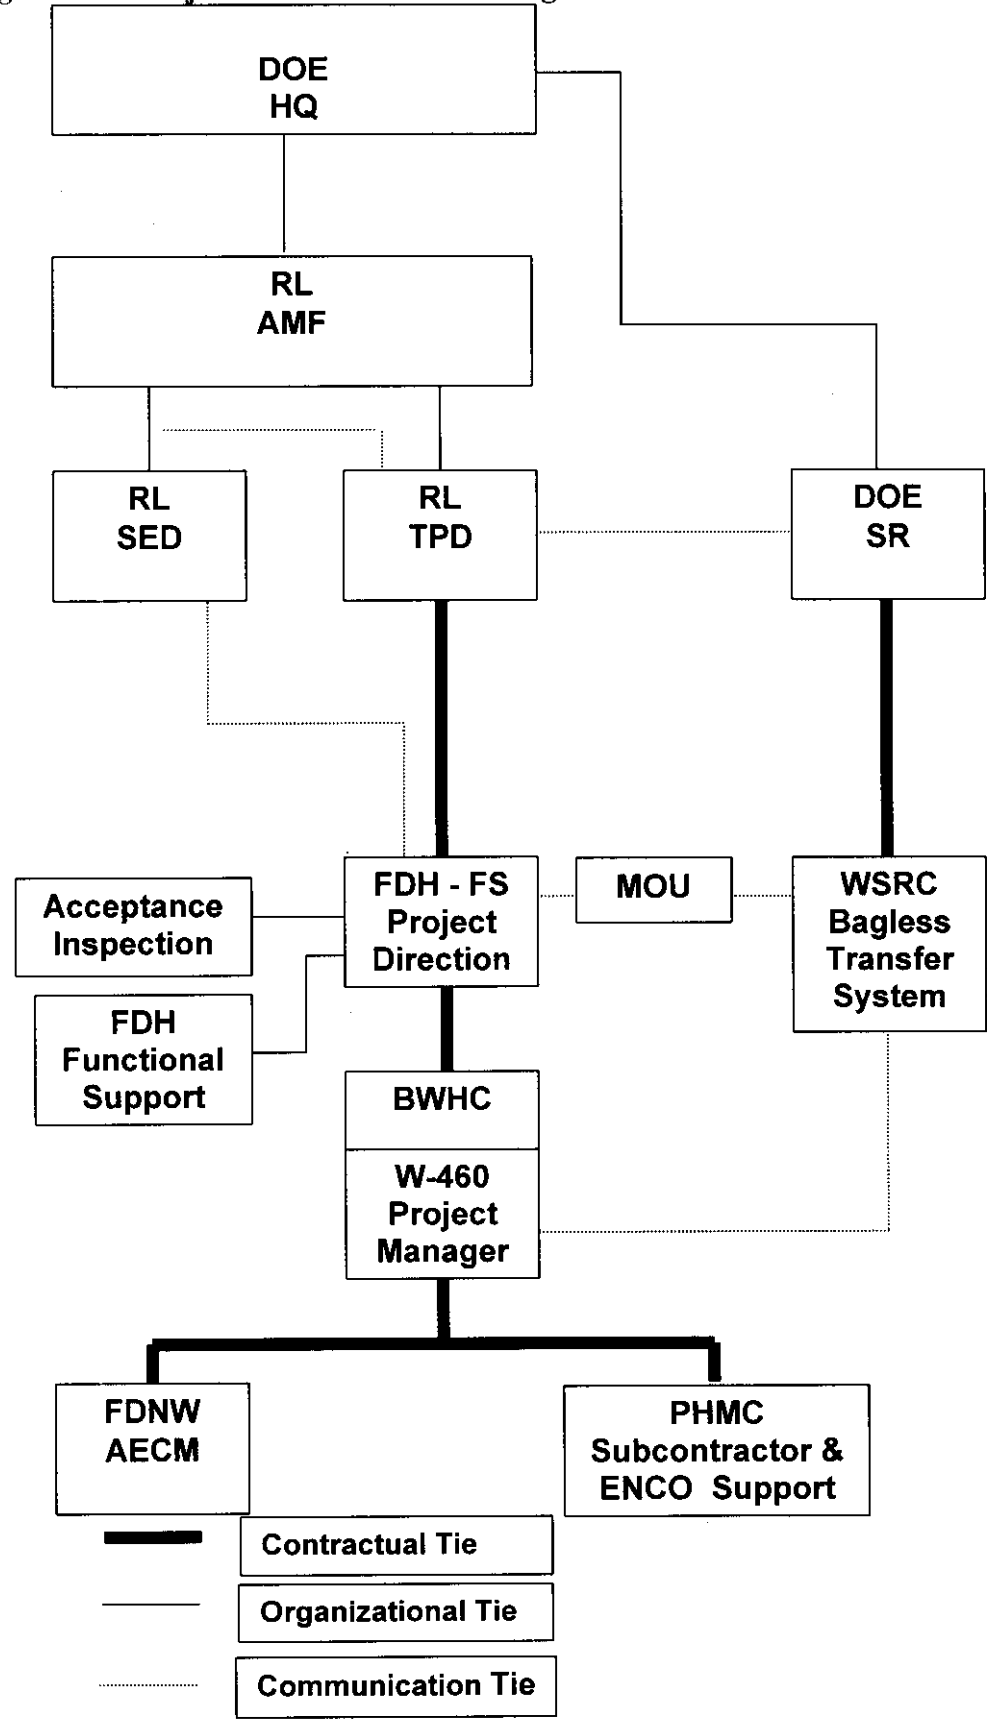 DOE
HQ
RL
AMF
RL
SED
RL
TPD
DOE
SR
Acceptance
Inspection
FDH - FS
Project
Direction
MOU
WSRC
Bagless
Transfer
System
FDH
Functional
Support
BWHC
W-460
Project
Manager
FDNW
AECM
PHMC
Subcontractor &
ENCO Support
Contractual Tie
Organizational Tie
Communication Tie